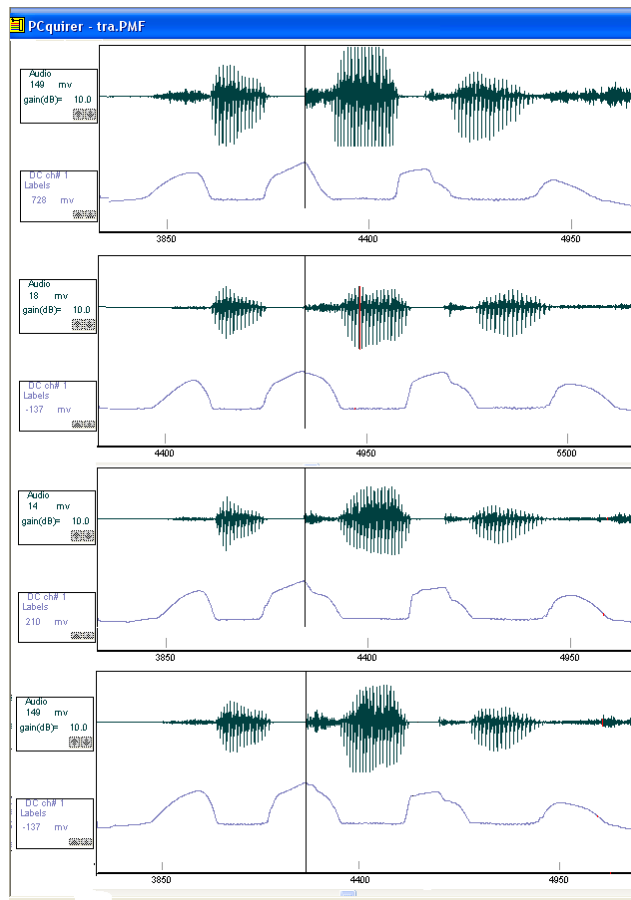 PCquirer - tra.PMF
Audio
149 mv
gain(dB)= 10.0
DC ch# 1
Labels
728 mv
3850 4400 4950
Audio
18 mv
gain(dB)= 10.0
DC ch# 1
Labels
-137 mv
4400 4950 5500
Audio
14 mv
gain(dB)= 10.0
DC ch# 1
Labels
210 mv
3850 4400 4950
Audio
149 mv
gain(dB)= 10.0
DC ch# 1
Labels
-137 mv
3850 4400 4950